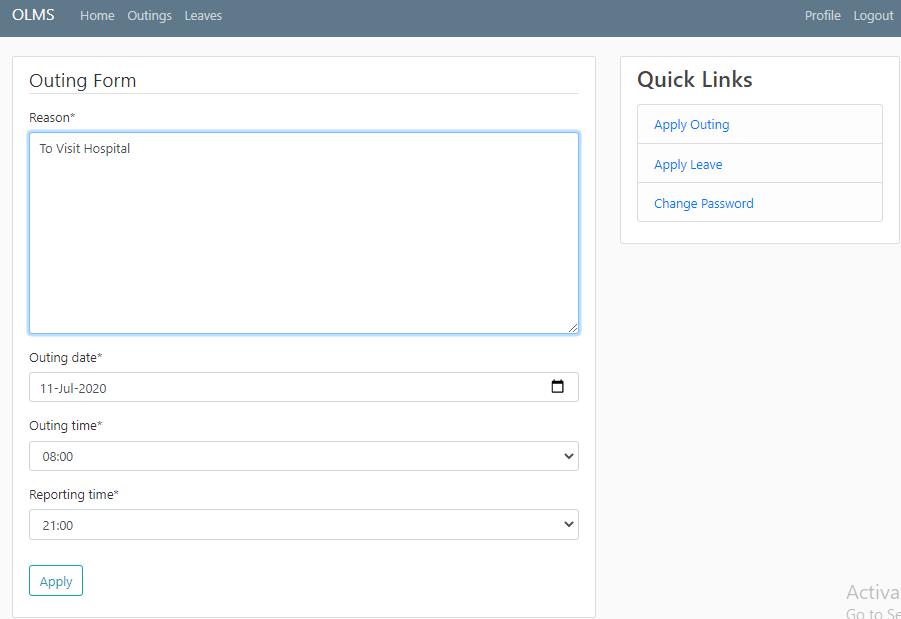 OLMS Home Outings Leaves Profile Logout
Outing Form
Reason*
To Visit Hospital
Outing date*
11-Jul-2020
Outing time*
08:00
Reporting time*
21:00
Apply
Quick Links
Apply Outing
Apply Leave
Change Password
Activa
Go to Se